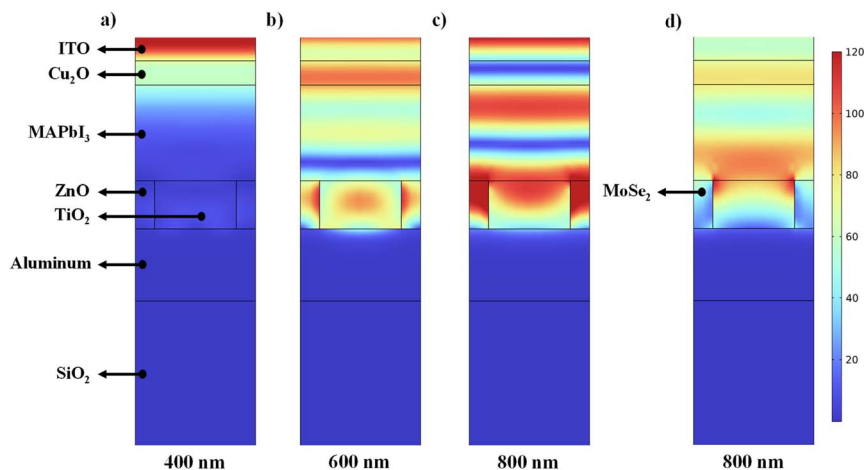 a)
b)
c)
d)
ITO
Cu₂O
MAPbI₃
ZnO
TiO₂
Aluminum
SiO₂
MoSe₂
120
100
80
60
40
20
400 nm
600 nm
800 nm
800 nm